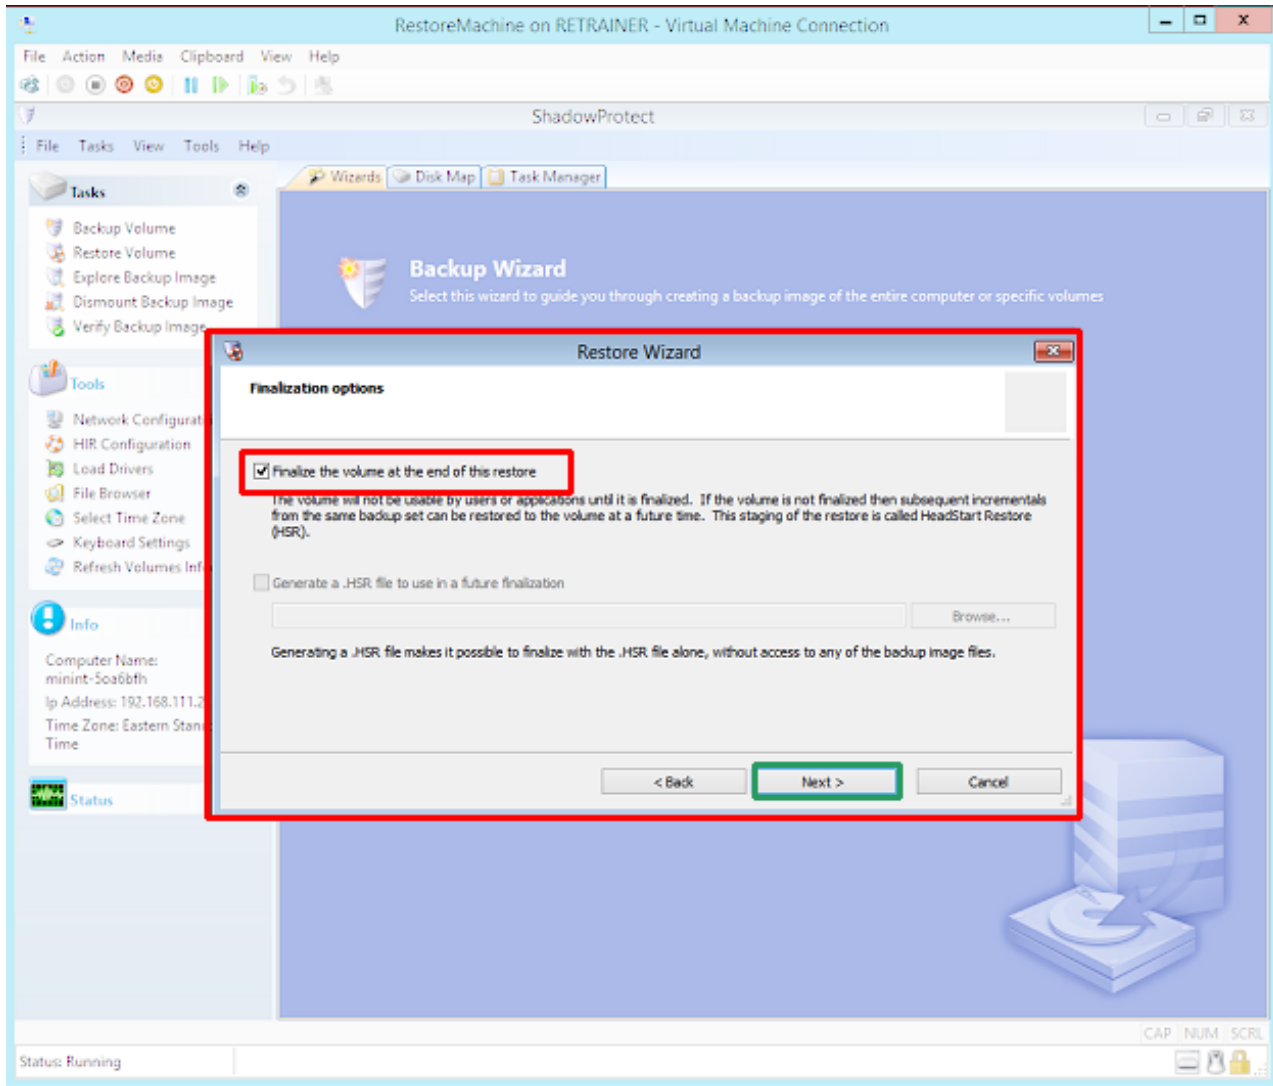 RestoreMachine on RETRAINER - Virtual Machine Connection
File Action Media Clipboard View Help
ShadowProtect
File Tasks View Tools Help
Wizards Disk Map Task Manager
Tasks
Backup Volume
Restore Volume
Explore Backup Image
Dismount Backup Image
Verify Backup Image
Backup Wizard
Select this wizard to guide you through creating a backup image of the entire computer or specific volumes
Tools
Network Configurati
HIR Configuration
Load Drivers
File Browser
Select Time Zone
Keyboard Settings
Refresh Volumes Inf
Info
Computer Name:
minint-5oa6bfh
Ip Address: 192.168.111.2
Time Zone: Eastern Stan
Time
Status
Restore Wizard
Finalization options
Finalize the volume at the end of this restore
The volume will not be usable by users or applications until it is finalized. If the volume is not finalized then subsequent incrementals
from the same backup set can be restored to the volume at a future time. This staging of the restore is called HeadStart Restore
(HSR).
Generate a .HSR file to use in a future finalization
Browse...
Generating a .HSR file makes it possible to finalize with the .HSR file alone, without access to any of the backup image files.
< Back Next > Cancel
CAP NUM SCRL
Status: Running